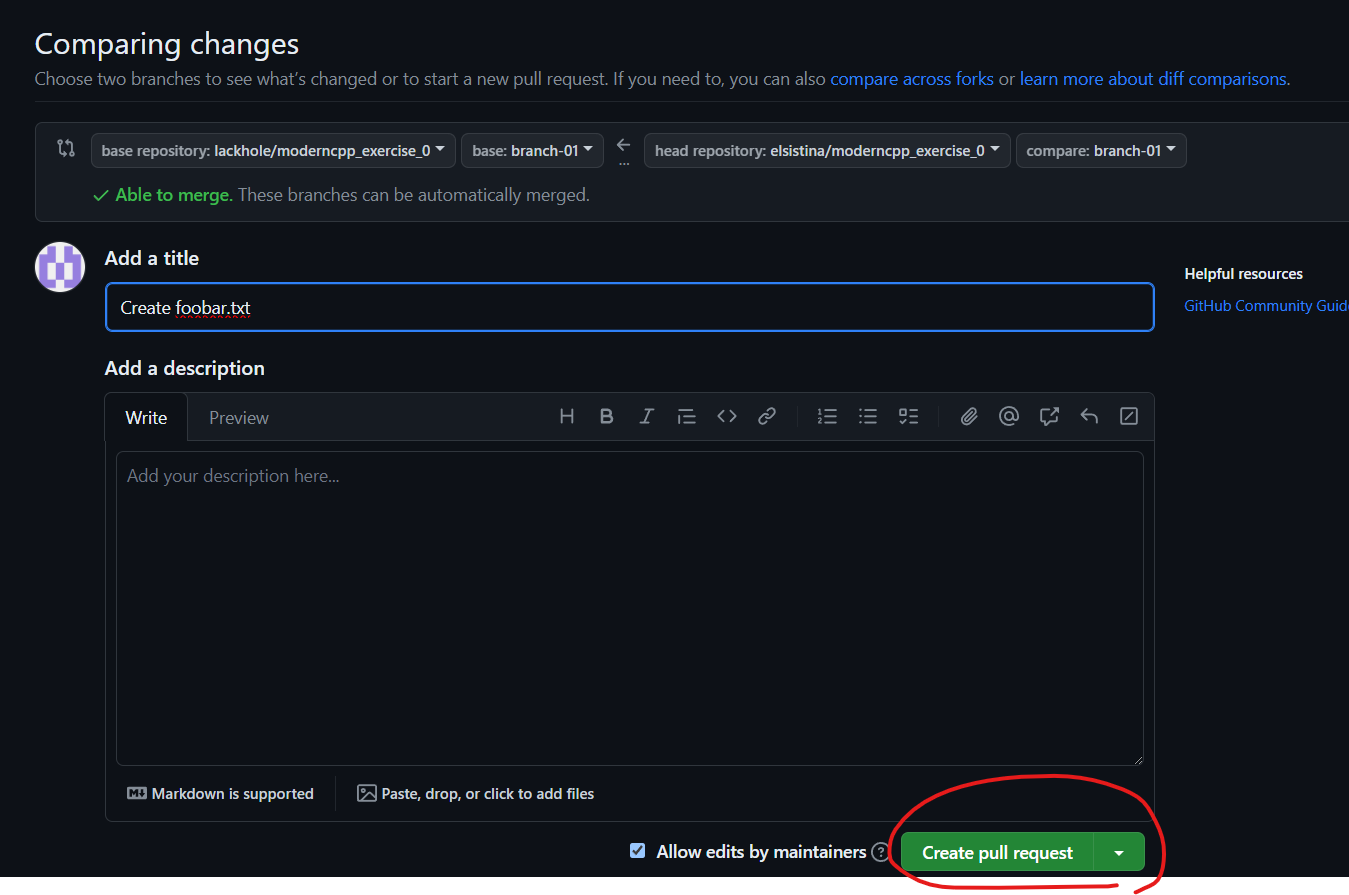 Comparing changes
Choose two branches to see what's changed or to start a new pull request. If you need to, you can also compare across forks or learn more about diff comparisons.
base repository: lackhole/moderncpp_exercise_0 base: branch-01 ... head repository: elsistina/moderncpp_exercise_0 compare: branch-01
Able to merge. These branches can be automatically merged.
Add a title
Create foobar.txt
Helpful resources
GitHub Community
Add a description
Write Preview
Add your description here...
Markdown is supported Paste, drop, or click to add files
Allow edits by maintainers ? Create pull request